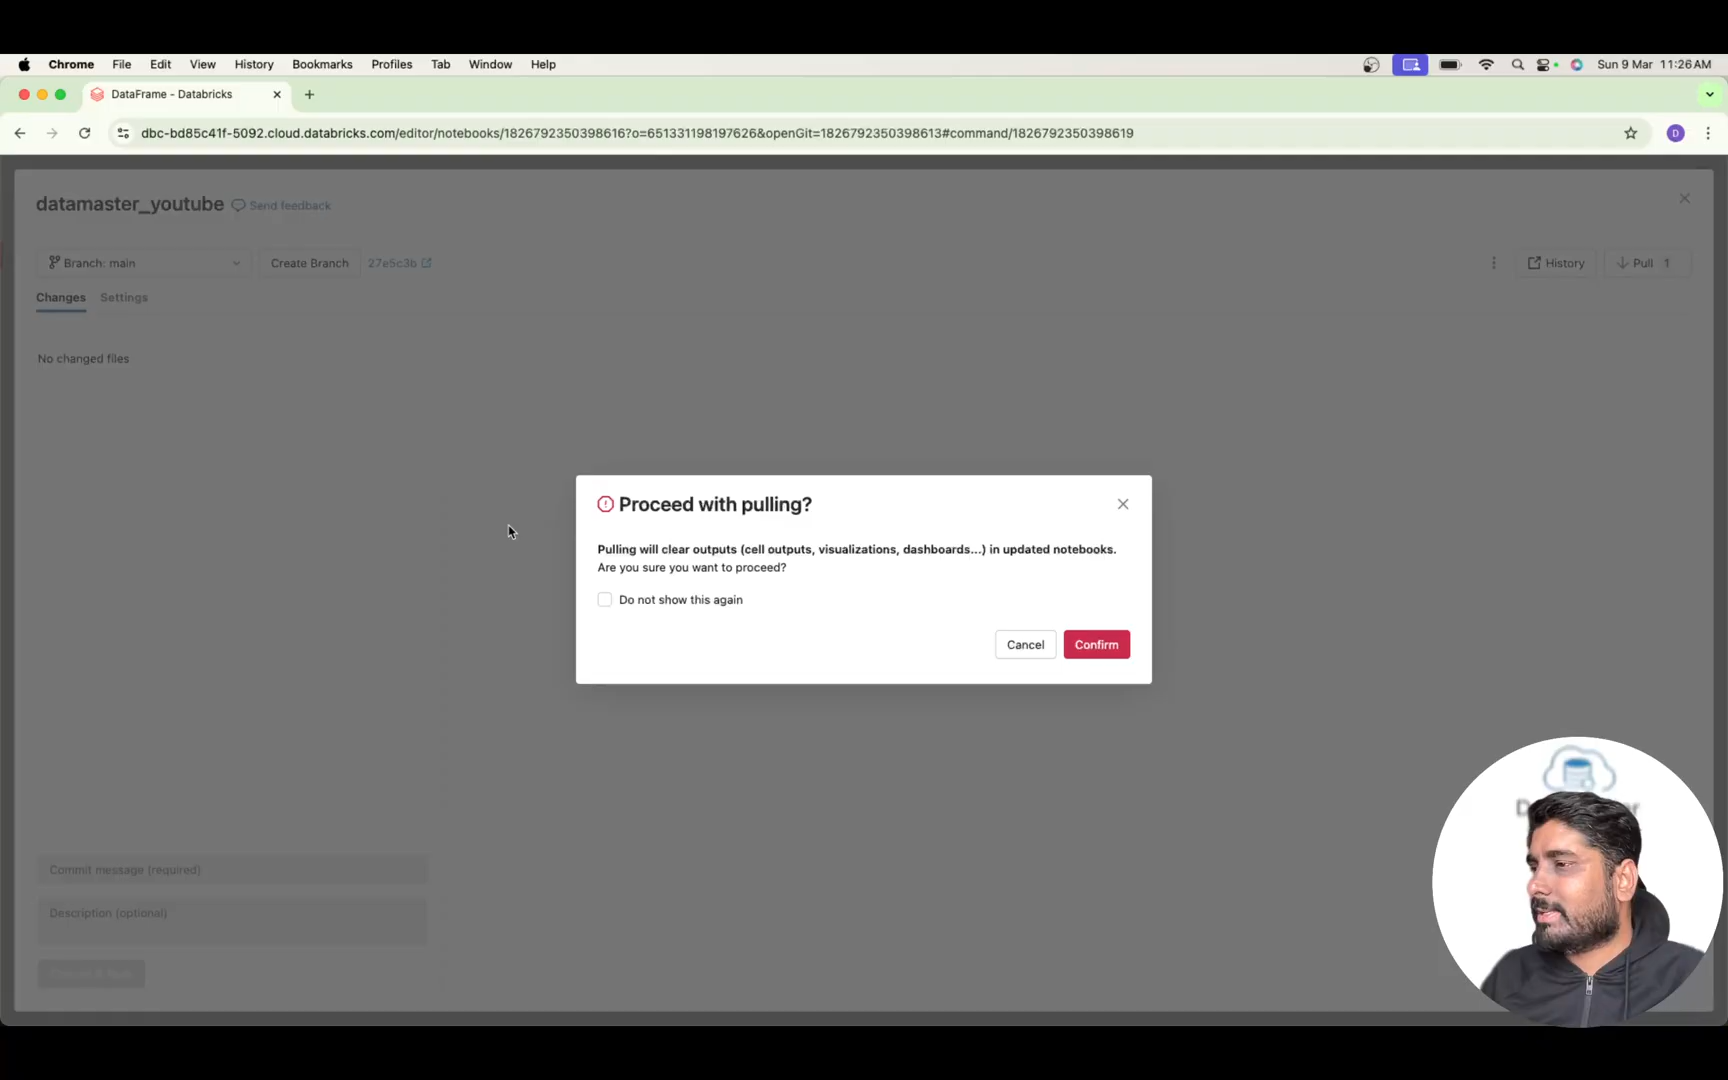 Chrome File Edit View History Bookmarks Profiles Tab Window Help Sun 9 Mar 11:26 AM
DataFrame - Databricks
dbc-bd85c41f-5092.cloud.databricks.com/editor/notebooks/1826792350398616?o=651331198197626&openGit=1826792350398613#command/1826792350398619
D
datamaster_youtube Send feedback
Branch: main Create Branch 27e5c3b History Pull 1
Changes Settings
No changed files
Proceed with pulling?
Pulling will clear outputs (cell outputs, visualizations, dashboards...) in updated notebooks.
Are you sure you want to proceed?
Do not show this again
Cancel Confirm
Commit message (required)
Description (optional)